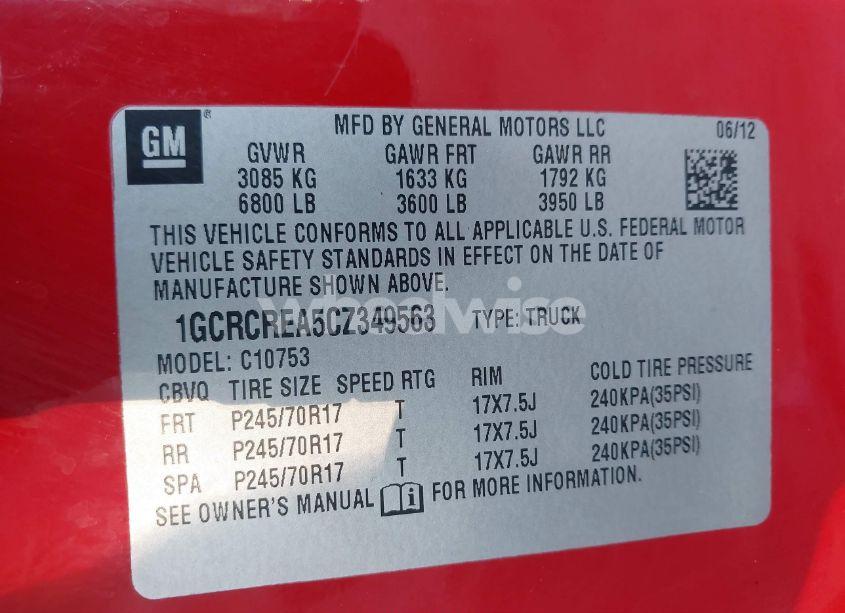 GM
MFD BY GENERAL MOTORS LLC 06/12
GVWR GAWR FRT GAWR RR
3085 KG 1633 KG 1792 KG
6800 LB 3600 LB 3950 LB
THIS VEHICLE CONFORMS TO ALL APPLICABLE U.S. FEDERAL MOTOR
VEHICLE SAFETY STANDARDS IN EFFECT ON THE DATE OF
MANUFACTURE SHOWN ABOVE.
wheelwise
1GCRCREA5CZ349563 TYPE: TRUCK
MODEL: C10753
CBVQ TIRE SIZE SPEED RTG RIM COLD TIRE PRESSURE
FRT P245/70R17 T 17X7.5J 240KPA(35PSI)
RR P245/70R17 T 17X7.5J 240KPA(35PSI)
SPA P245/70R17 T 17X7.5J 240KPA(35PSI)
SEE OWNER'S MANUAL i FOR MORE INFORMATION.